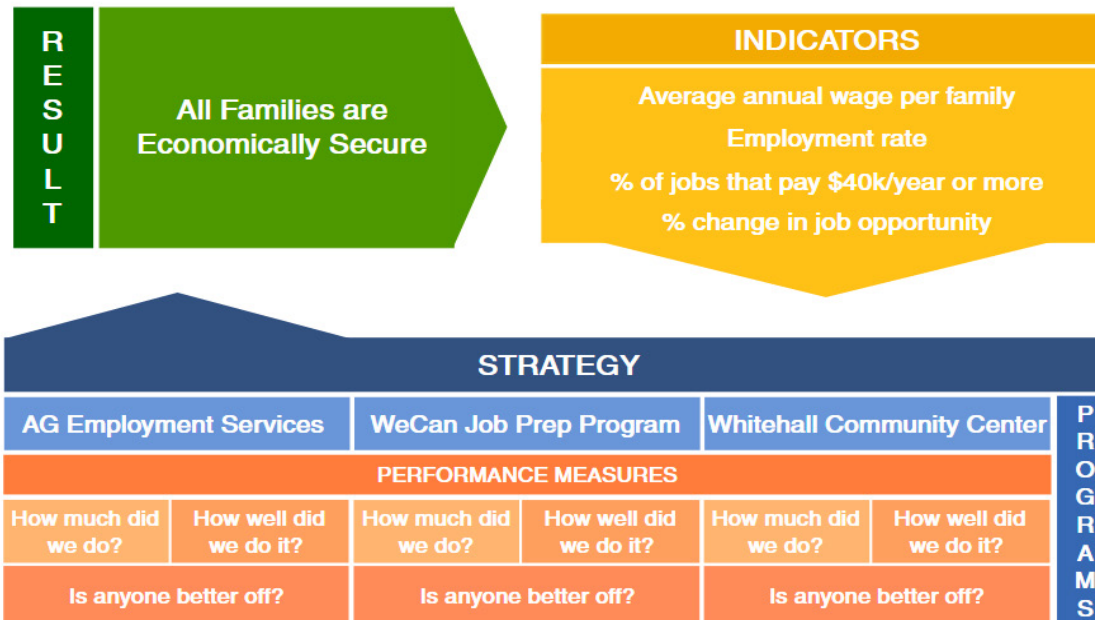 RESULT
All Families are
Economically Secure
INDICATORS
Average annual wage per family
Employment rate
% of jobs that pay $40k/year or more
% change in job opportunity
STRATEGY
AG Employment Services
WeCan Job Prep Program
Whitehall Community Center
PROGRAMS
PERFORMANCE MEASURES
How much did
we do?
How well did
we do it?
How much did
we do?
How well did
we do it?
How much did
we do?
How well did
we do it?
Is anyone better off?
Is anyone better off?
Is anyone better off?